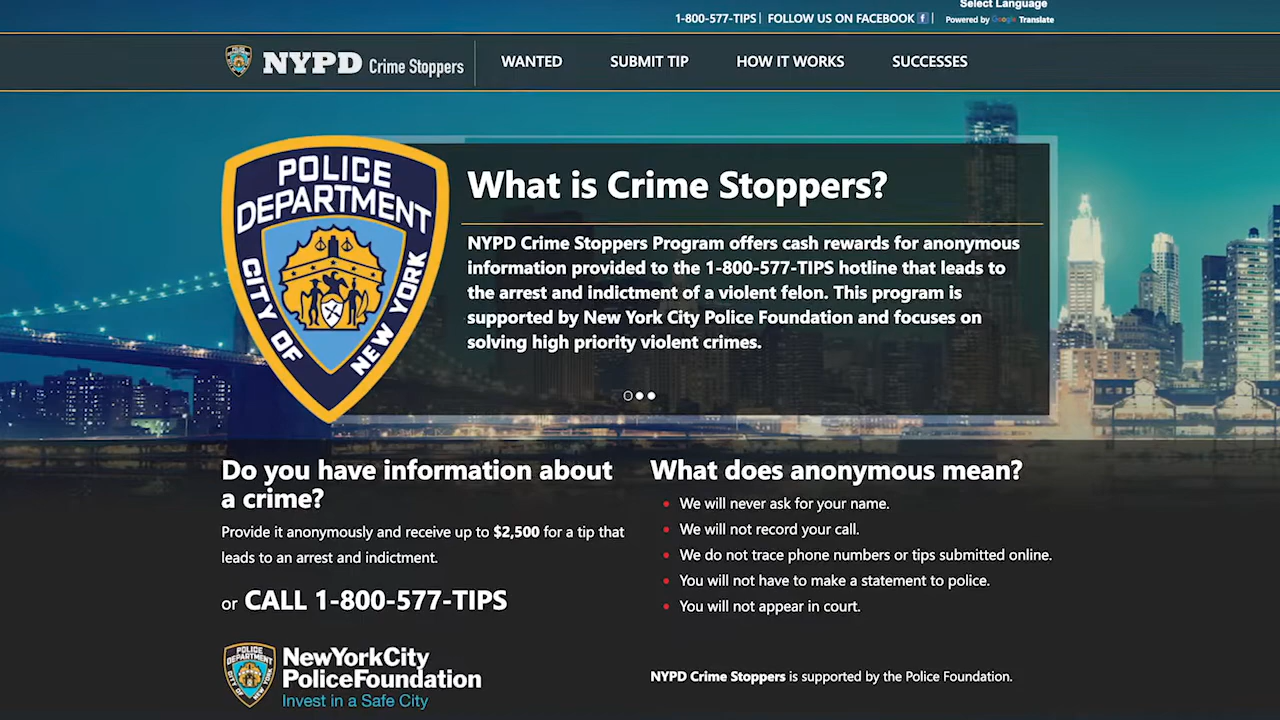 Select Language
1-800-577-TIPS | FOLLOW US ON FACEBOOK f |
Powered by Google Translate
NYPD Crime Stoppers
WANTED
SUBMIT TIP
HOW IT WORKS
SUCCESSES
POLICE
DEPARTMENT
CITY OF
NEW YORK
What is Crime Stoppers?
NYPD Crime Stoppers Program offers cash rewards for anonymous
information provided to the 1-800-577-TIPS hotline that leads to
the arrest and indictment of a violent felon. This program is
supported by New York City Police Foundation and focuses on
solving high priority violent crimes.
Do you have information about
a crime?
Provide it anonymously and receive up to $2,500 for a tip that
leads to an arrest and indictment.
or CALL 1-800-577-TIPS
What does anonymous mean?
We will never ask for your name.
We will not record your call.
We do not trace phone numbers or tips submitted online.
You will not have to make a statement to police.
You will not appear in court.
POLICE
DEPARTMENT
CITY OF
NEW YORK
NewYorkCity
PoliceFoundation
Invest in a Safe City
NYPD Crime Stoppers is supported by the Police Foundation.